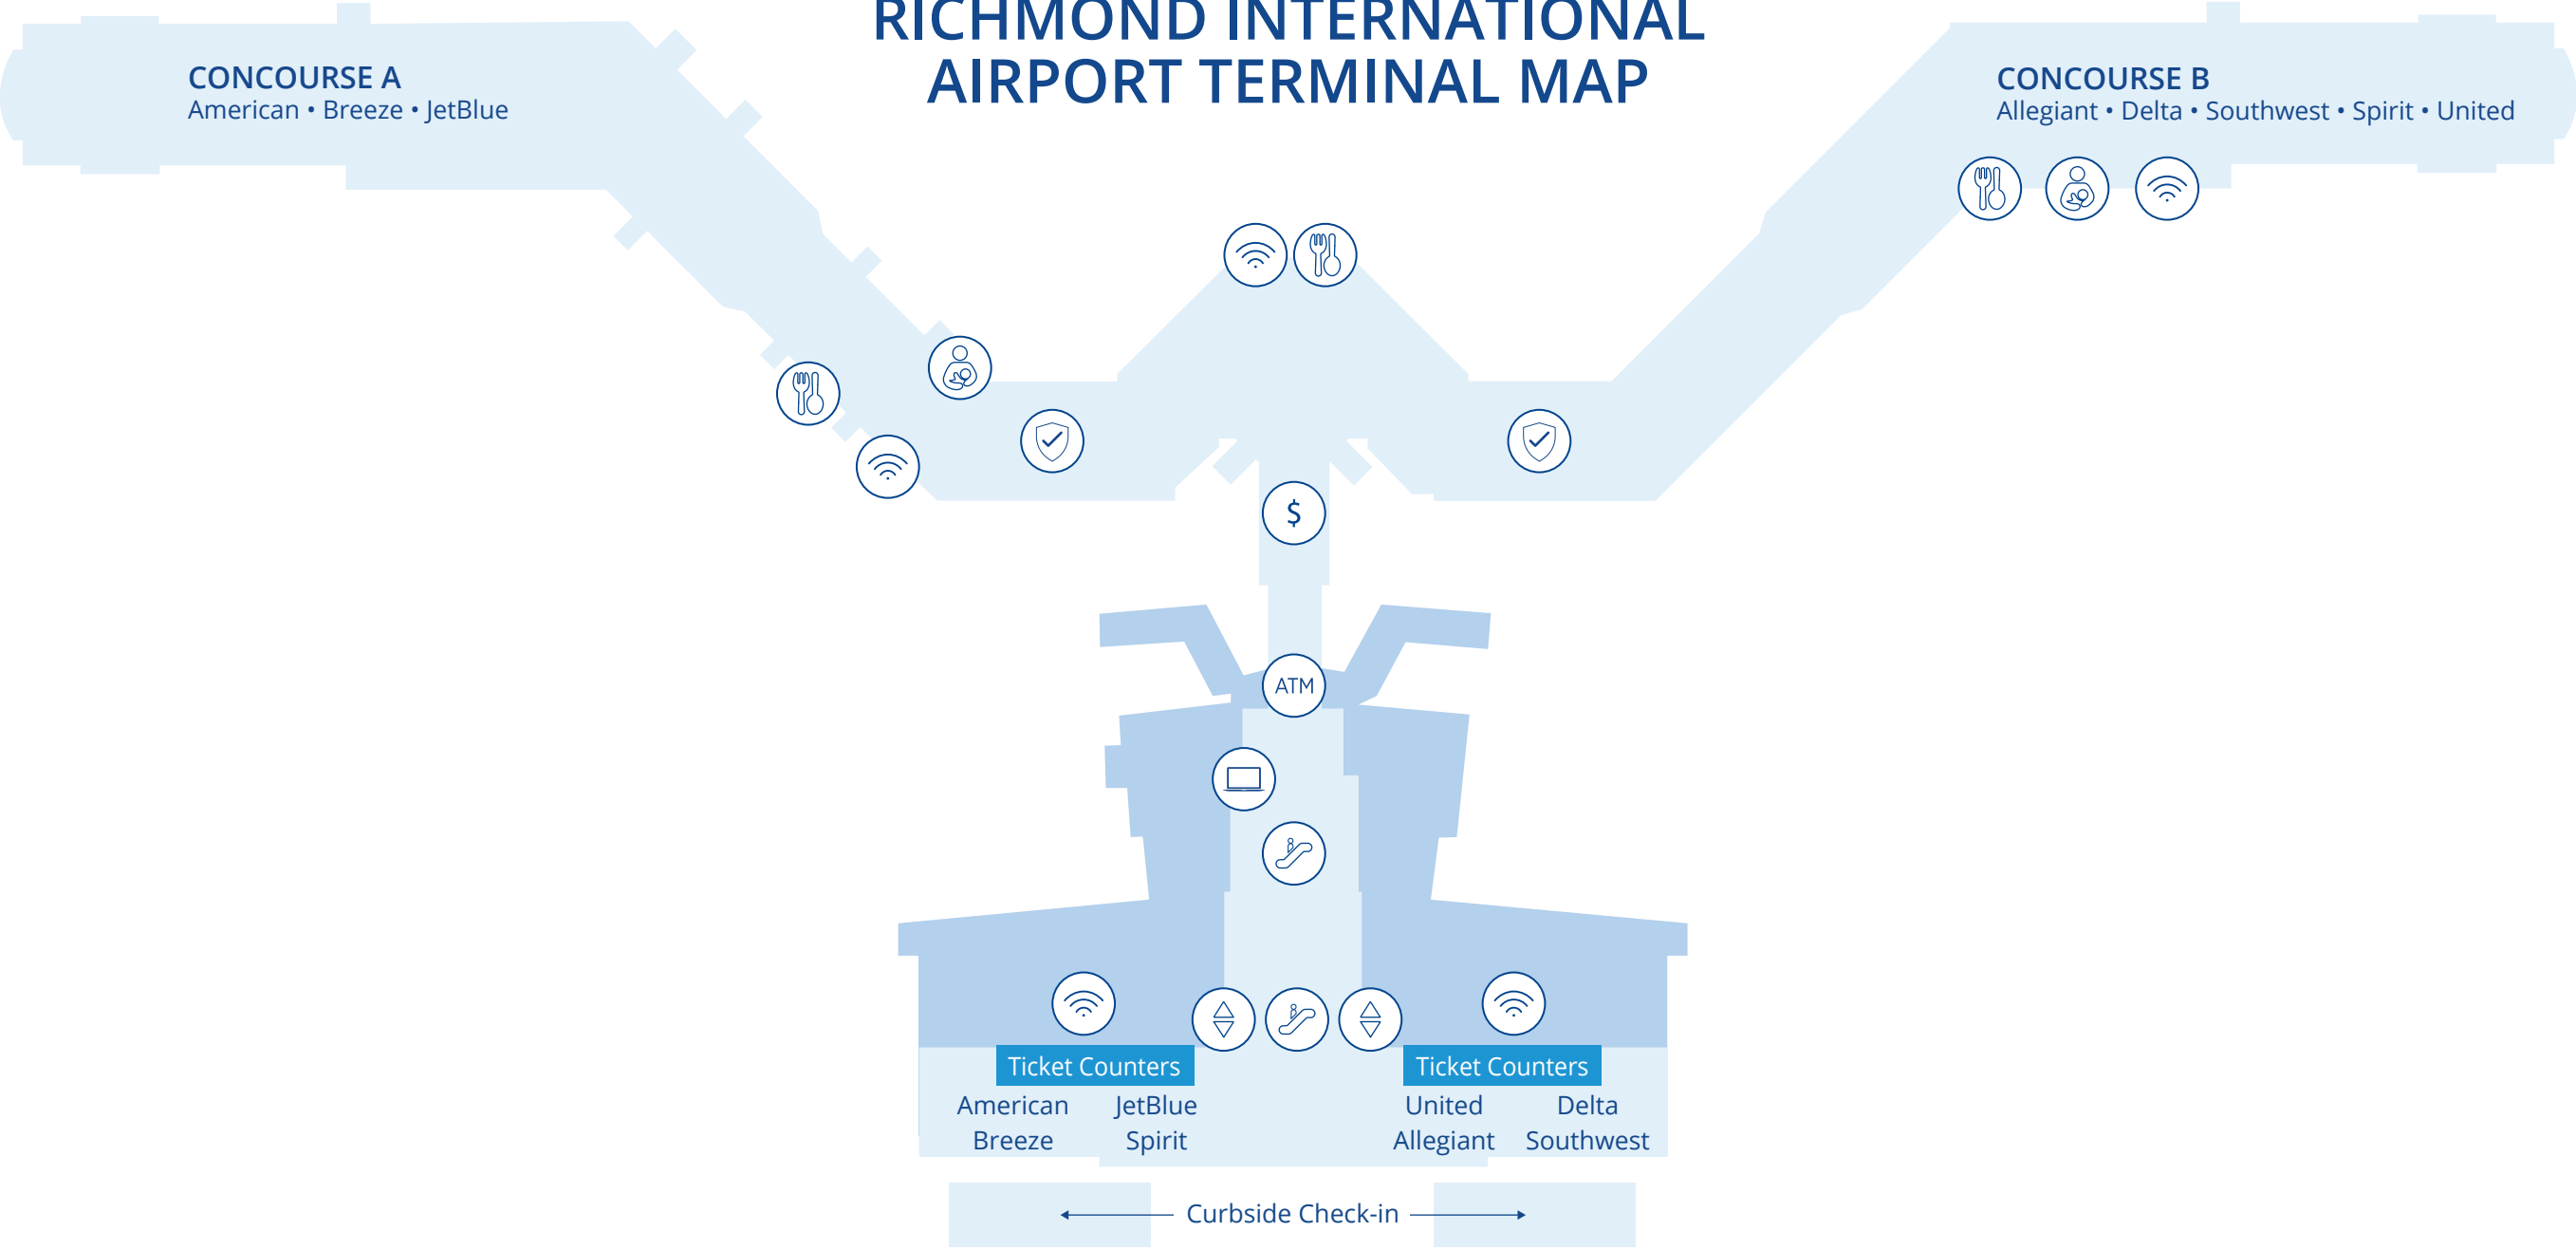 RICHMOND INTERNATIONAL
AIRPORT TERMINAL MAP
CONCOURSE A
American • Breeze • JetBlue
CONCOURSE B
Allegiant • Delta • Southwest • Spirit • United
$
ATM
Ticket Counters
American JetBlue
Breeze Spirit
Ticket Counters
United Delta
Allegiant Southwest
Curbside Check-in